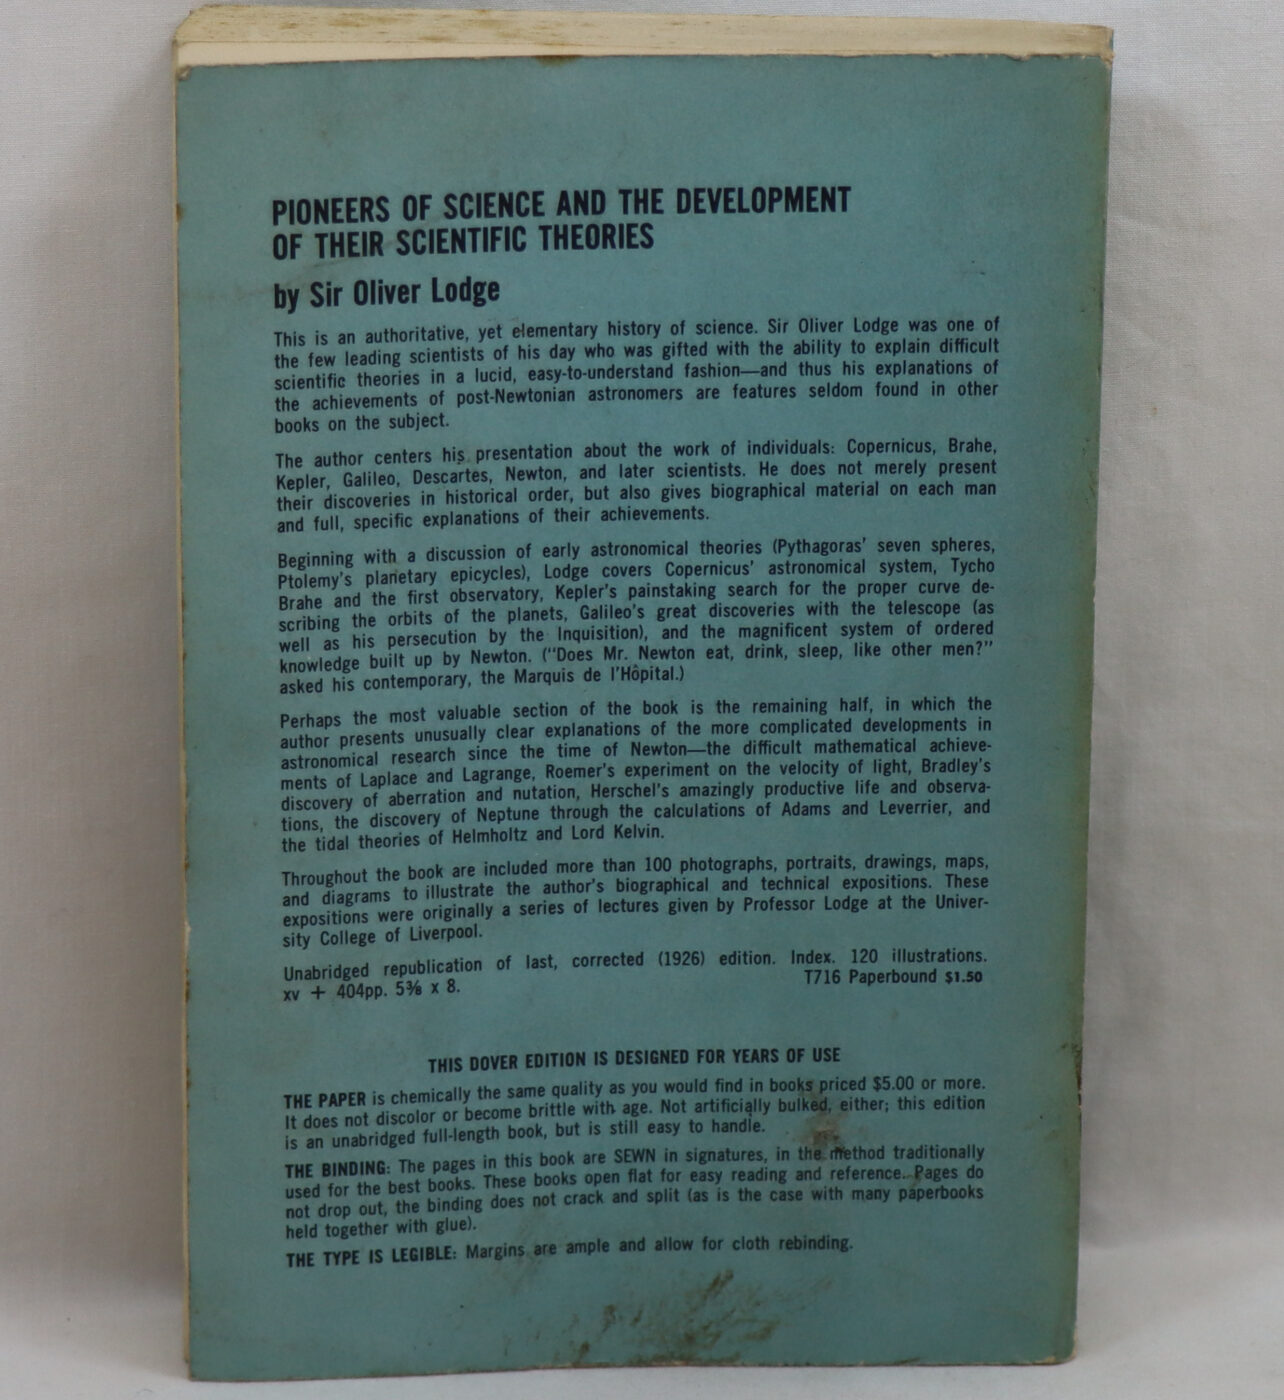 PIONEERS OF SCIENCE AND THE DEVELOPMENT
OF THEIR SCIENTIFIC THEORIES
by Sir Oliver Lodge
This is an authoritative, yet elementary history of science. Sir Oliver Lodge was one of
the few leading scientists of his day who was gifted with the ability to explain difficult
scientific theories in a lucid, easy-to-understand fashion—and thus his explanations of
the achievements of post-Newtonian astronomers are features seldom found in other
books on the subject.
The author centers his presentation about the work of individuals: Copernicus, Brahe,
Kepler, Galileo, Descartes, Newton, and later scientists. He does not merely present
their discoveries in historical order, but also gives biographical material on each man
and full, specific explanations of their achievements.
Beginning with a discussion of early astronomical theories (Pythagoras' seven spheres,
Ptolemy's planetary epicycles), Lodge covers Copernicus' astronomical system, Tycho
Brahe and the first observatory, Kepler's painstaking search for the proper curve de-
scribing the orbits of the planets, Galileo's great discoveries with the telescope (as
well as his persecution by the Inquisition), and the magnificent system of ordered
knowledge built up by Newton. ("Does Mr. Newton eat, drink, sleep, like other men?"
asked his contemporary, the Marquis de l'Hôpital.)
Perhaps the most valuable section of the book is the remaining half, in which the
author presents unusually clear explanations of the more complicated developments in
astronomical research since the time of Newton—the difficult mathematical achieve-
ments of Laplace and Lagrange, Roemer's experiment on the velocity of light, Bradley's
discovery of aberration and nutation, Herschel's amazingly productive life and observa-
tions, the discovery of Neptune through the calculations of Adams and Leverrier, and
the tidal theories of Helmholtz and Lord Kelvin.
Throughout the book are included more than 100 photographs, portraits, drawings, maps,
and diagrams to illustrate the author's biographical and technical expositions. These
expositions were originally a series of lectures given by Professor Lodge at the Univer-
sity College of Liverpool.
Unabridged republication of last, corrected (1926) edition. Index. 120 illustrations.
xv + 404pp. 5⅜ x 8. T716 Paperbound $1.50
THIS DOVER EDITION IS DESIGNED FOR YEARS OF USE
THE PAPER is chemically the same quality as you would find in books priced $5.00 or more.
It does not discolor or become brittle with age. Not artificially bulked, either; this edition
is an unabridged full-length book, but is still easy to handle.
THE BINDING: The pages in this book are SEWN in signatures, in the method traditionally
used for the best books. These books open flat for easy reading and reference. Pages do
not drop out, the binding does not crack and split (as is the case with many paperbooks
held together with glue).
THE TYPE IS LEGIBLE: Margins are ample and allow for cloth rebinding.